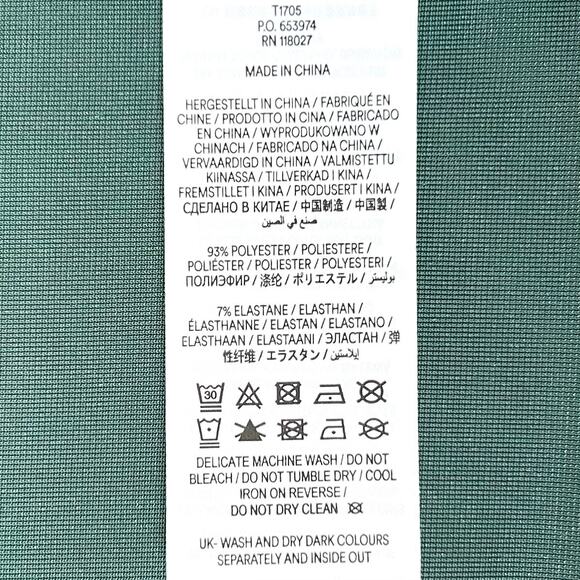 T1705
P.O. 653974
RN 118027
MADE IN CHINA
HERGESTELLT IN CHINA / FABRIQUÉ EN
CHINE / PRODOTTO IN CINA / FABRICADO
EN CHINA / WYPRODUKOWANO W
CHINACH / FABRICADO NA CHINA /
VERVAARDIGD IN CHINA / VALMISTETTU
KIINASSA / TILLVERKAD I KINA /
FREMSTILLET I KINA / PRODUSERT I KINA /
СДЕЛАНО В КИТАЕ / 中国制造 / 中国製 /
صنع في الصين
93% POLYESTER / POLIESTERE /
POLIÉSTER / POLIESTER / POLYESTERI /
ПОЛИЭФИР / 涤纶 / ポリエステル / بوليستر
7% ELASTANE / ELASTHAN /
ÉLASTHANNE / ELASTAN / ELASTANO /
ELASTHAAN / ELASTAANI / ЭЛАСТАН / 弹
性纤维 / エラスタン / إيلاستين
30
DELICATE MACHINE WASH / DO NOT
BLEACH / DO NOT TUMBLE DRY / COOL
IRON ON REVERSE /
DO NOT DRY CLEAN
UK- WASH AND DRY DARK COLOURS
SEPARATELY AND INSIDE OUT